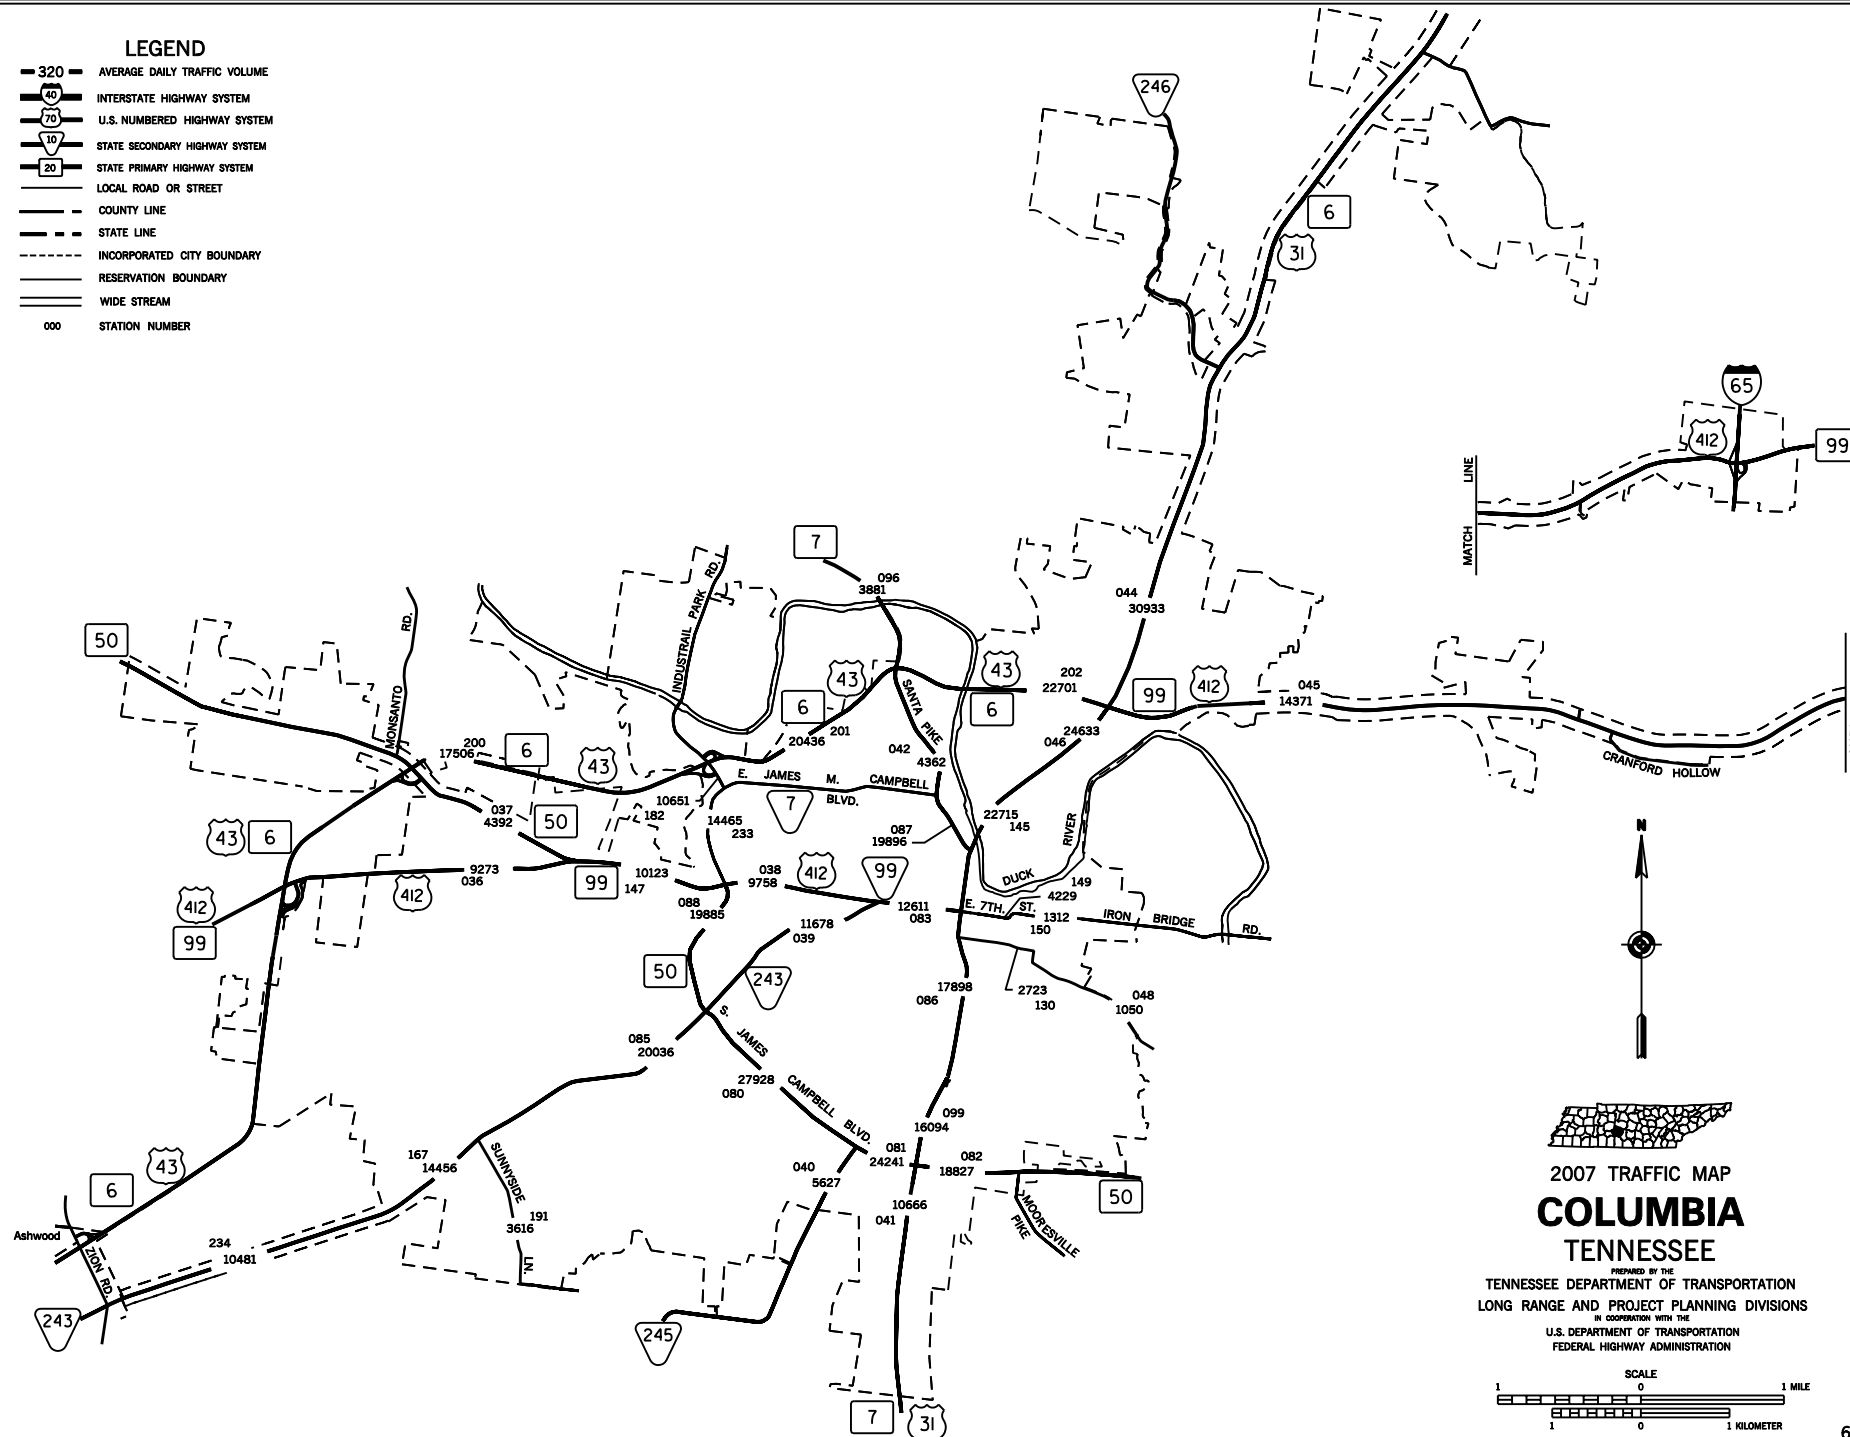 LEGEND
320 AVERAGE DAILY TRAFFIC VOLUME
40 INTERSTATE HIGHWAY SYSTEM
70 U.S. NUMBERED HIGHWAY SYSTEM
10 STATE SECONDARY HIGHWAY SYSTEM
20 STATE PRIMARY HIGHWAY SYSTEM
LOCAL ROAD OR STREET
COUNTY LINE
STATE LINE
INCORPORATED CITY BOUNDARY
RESERVATION BOUNDARY
WIDE STREAM
000 STATION NUMBER
246
6
31
65
412
99
MATCH LINE
7
096
3881
044
30933
INDUSTRAIL PARK RD.
MONSANTO RD.
50
43
6
43
6
202
22701
99
412
045
14371
SANTA PIKE
201
20436
200
17506
6
43
042
4362
046
24633
CRANFORD HOLLOW
E. JAMES M. CAMPBELL
BLVD.
7
10651
182
037
4392
50
14465
233
087
19896
22715
145
DUCK RIVER
43
6
9273
036
412
99
10123
147
038
9758
412
99
412
99
088
19885
11678
039
12611
083
E. 7TH. ST.
149
4229
1312
150
IRON BRIDGE RD.
50
243
17898
086
2723
130
048
1050
S. JAMES CAMPBELL BLVD.
085
20036
27928
080
099
16094
081
24241
082
18827
50
167
14456
040
5627
10666
041
SUNNYSIDE LN.
191
3616
MOORESVILLE
PIKE
6
43
Ashwood
ZION RD.
234
10481
243
245
7
31
N
2007 TRAFFIC MAP
COLUMBIA
TENNESSEE
PREPARED BY THE
TENNESSEE DEPARTMENT OF TRANSPORTATION
LONG RANGE AND PROJECT PLANNING DIVISIONS
IN COOPERATION WITH THE
U.S. DEPARTMENT OF TRANSPORTATION
FEDERAL HIGHWAY ADMINISTRATION
SCALE
1 0 1 MILE
1 0 1 KILOMETER